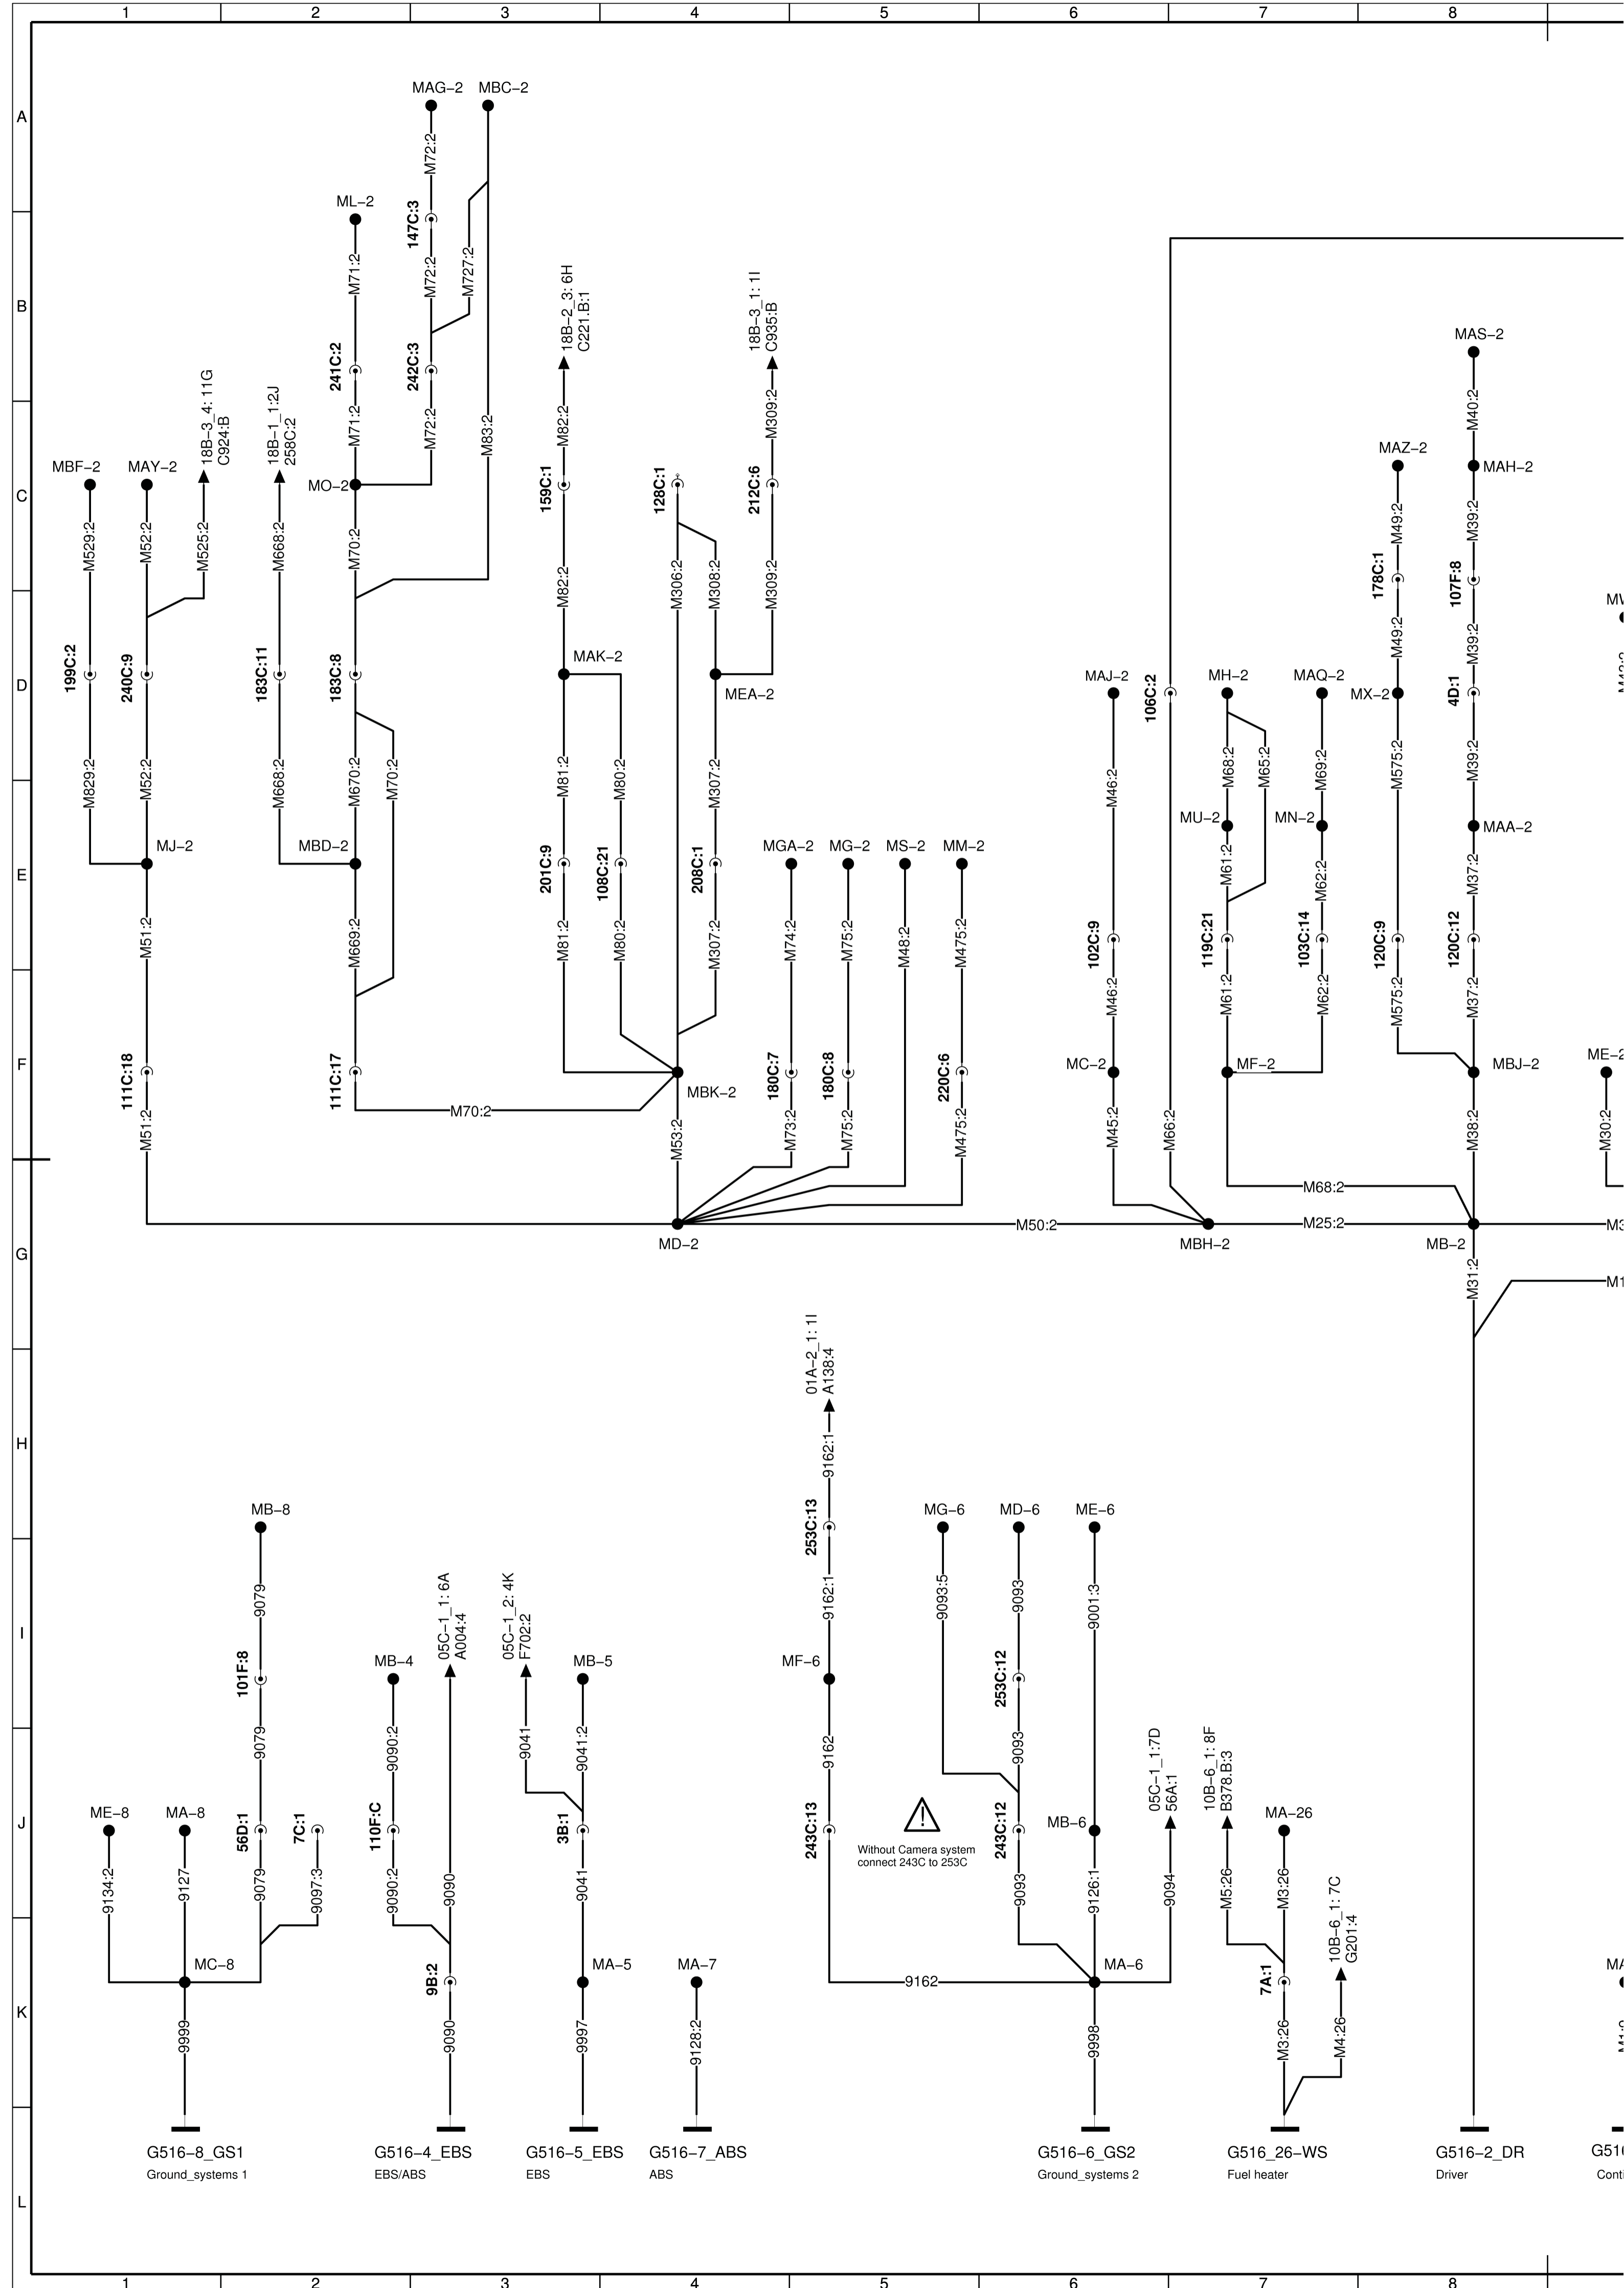 1 2 3 4 5 6 7 8
A
MAG-2 MBC-2
M72:2
ML-2
147C:3
B
M71:2 M72:2 M727:2
18B-2_3: 6H
C221.B:1
18B-3_1: 1I
C935:B
MAS-2
241C:2 242C:3
18B-3_4: 11G
C924:B
18B-1_1:2J
258C:2
M71:2 M72:2 M83:2 M82:2 M309:2 M40:2
MBF-2 MAY-2 MO-2 MAZ-2 MAH-2
C
159C:1 128C:1 212C:6
M529:2 M52:2 M525:2 M668:2 M70:2 M82:2 M306:2 M308:2 M309:2 M49:2 M39:2
178C:1 107F:8
M49:2 M39:2
D
199C:2 240C:9 183C:11 183C:8 MAK-2 MEA-2 MAJ-2 106C:2 MH-2 MAQ-2 MX-2 4D:1
M829:2 M52:2 M668:2 M670:2 M70:2 M81:2 M80:2 M307:2 M46:2 M68:2 M65:2 M69:2 M575:2 M39:2
MU-2 MN-2 MAA-2
E
MJ-2 MBD-2 201C:9 108C:21 208C:1 MGA-2 MG-2 MS-2 MM-2
M61:2 M62:2 M37:2
M51:2 M669:2 M81:2 M80:2 M307:2 M74:2 M75:2 M48:2 M475:2 102C:9 119C:21 103C:14 120C:9 120C:12
M46:2 M61:2 M62:2 M575:2 M37:2
F
111C:18 111C:17 MBK-2 180C:7 180C:8 220C:6 MC-2 MF-2 MBJ-2 ME-2
M70:2
M51:2 M53:2 M73:2 M75:2 M475:2 M45:2 M66:2 M38:2 M30:2
M68:2
M50:2 M25:2
G
MD-2 MBH-2 MB-2
M31:2
01A-2_1: 1I
A138:4
H
9162:1
MB-8 253C:13 MG-6 MD-6 ME-6
I
9079
05C-1_1: 6A
A004:4
05C-1_2: 4K
F702:2
9162:1 9093:5 9093 9001:3
101F:8 MB-4 MB-5 MF-6 253C:12
9079 9090:2 9041 9041:2 9162 9093
05C-1_1:7D
56A:1
10B-6_1: 8F
B378.B:3
J
ME-8 MA-8 56D:1 7C:1 110F:C 3B:1 243C:13 243C:12 MB-6 MA-26
Without Camera system
connect 243C to 253C
9134:2 9127 9079 9097:3 9090:2 9090 9041 9093 9126:1 9094 M5:26 M3:26
10B-6_1: 7C
G201:4
MC-8 9B:2 MA-5 MA-7 9162 MA-6 7A:1
K
9999 9090 9997 9128:2 9998 M3:26 M4:26
G516-8_GS1 G516-4_EBS G516-5_EBS G516-7_ABS G516-6_GS2 G516_26-WS G516-2_DR
Ground_systems 1 EBS/ABS EBS ABS Ground_systems 2 Fuel heater Driver
L
1 2 3 4 5 6 7 8